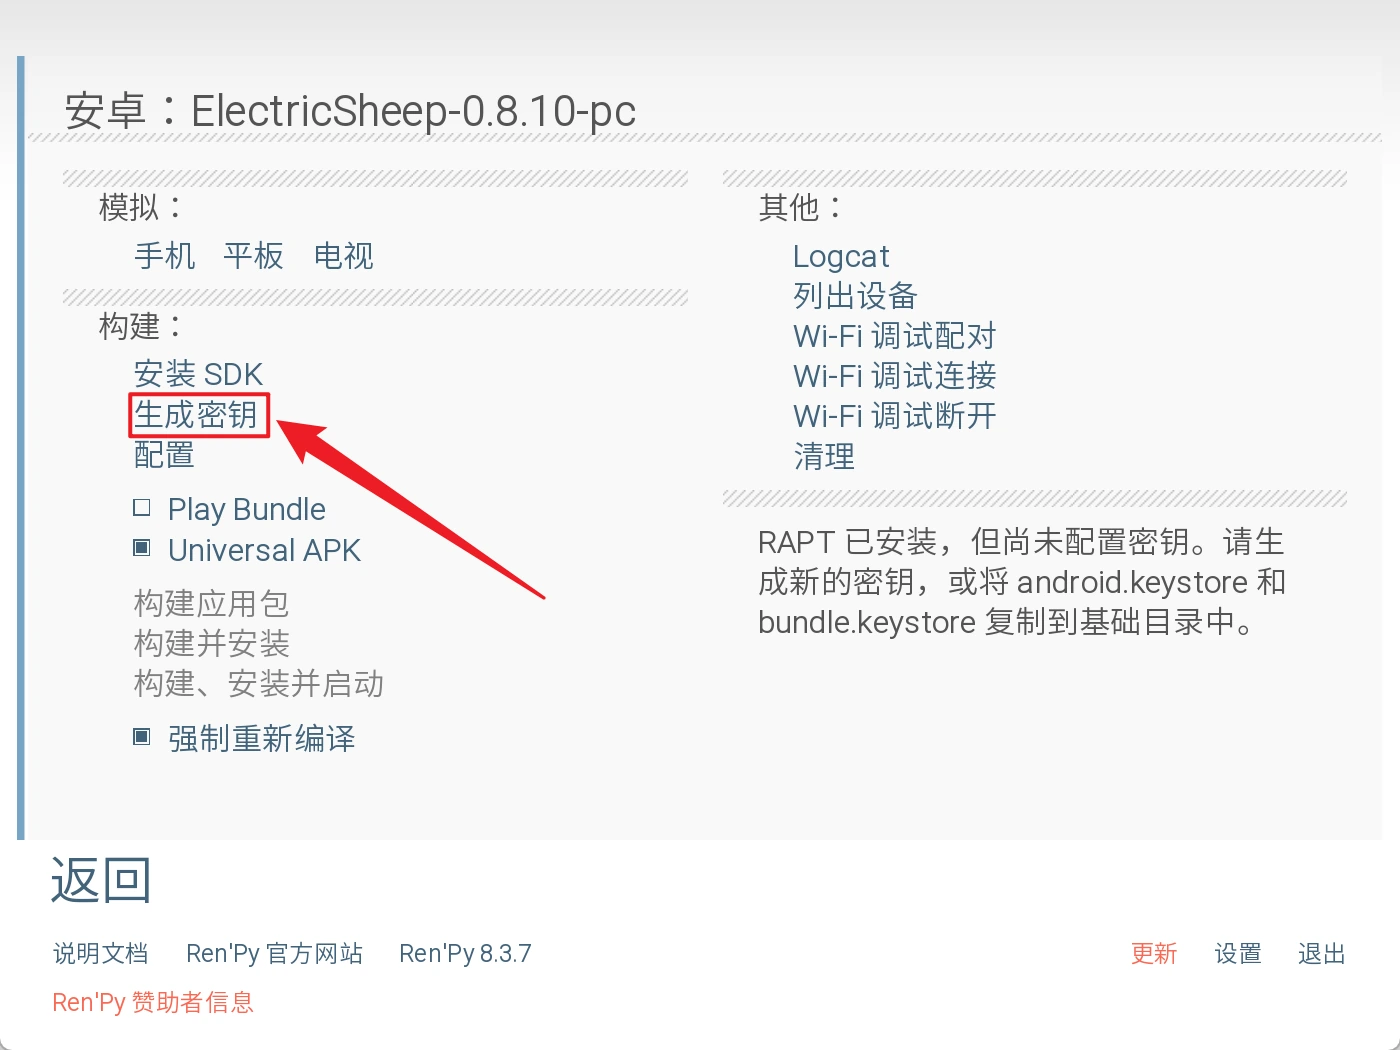 安卓：ElectricSheep-0.8.10-pc
模拟：
手机 平板 电视
构建：
安装 SDK
生成密钥
配置
Play Bundle
Universal APK
构建应用包
构建并安装
构建、安装并启动
强制重新编译
其他：
Logcat
列出设备
Wi-Fi 调试配对
Wi-Fi 调试连接
Wi-Fi 调试断开
清理
RAPT 已安装，但尚未配置密钥。请生
成新的密钥，或将 android.keystore 和
bundle.keystore 复制到基础目录中。
返回
说明文档 Ren'Py 官方网站 Ren'Py 8.3.7 更新 设置 退出
Ren'Py 赞助者信息